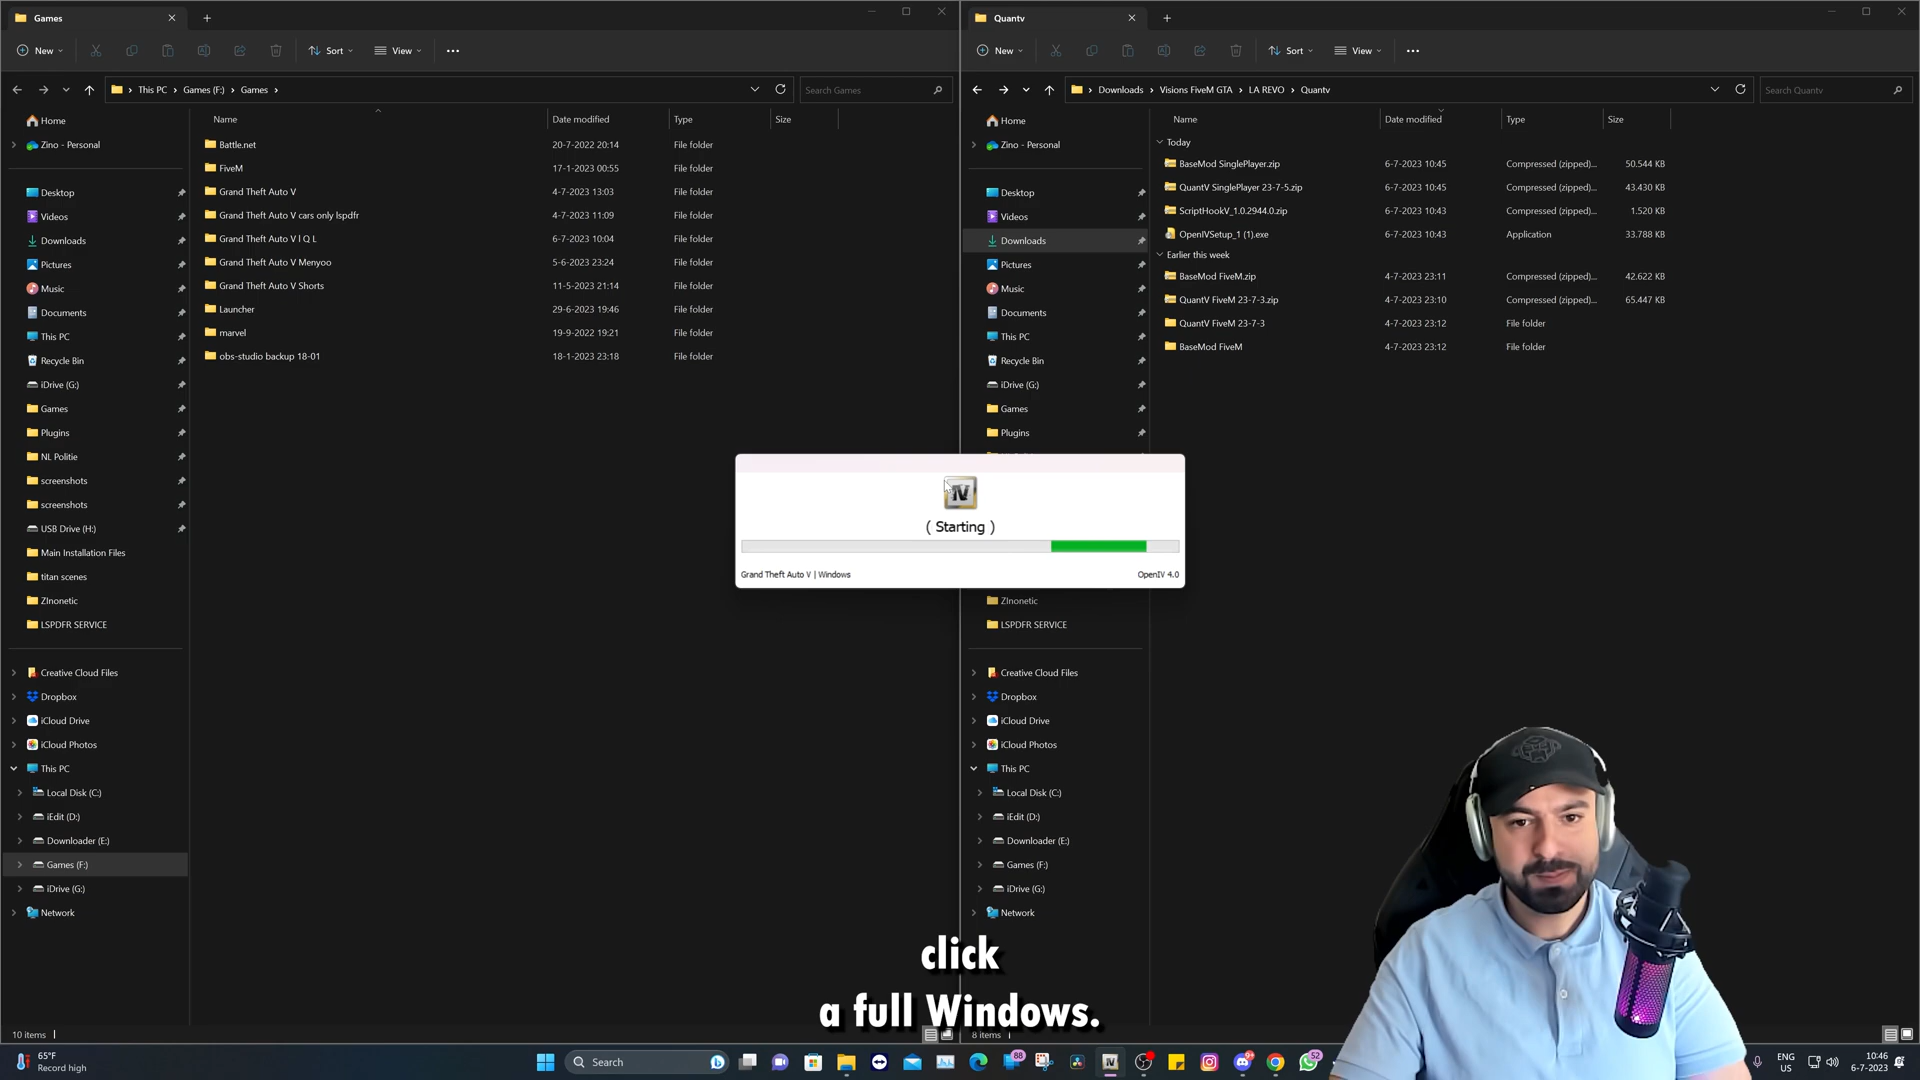 Games
New
Sort
View
This PC
Games (F:)
Games
Search Games
Name
Date modified
Type
Size
Home
Zino - Personal
Desktop
Videos
Downloads
Pictures
Music
Documents
This PC
Recycle Bin
iDrive (G:)
Games
Plugins
NL Politie
screenshots
screenshots
USB Drive (H:)
Main Installation Files
titan scenes
ZInonetic
LSPDFR SERVICE
Creative Cloud Files
Dropbox
iCloud Drive
iCloud Photos
This PC
Local Disk (C:)
iEdit (D:)
Downloader (E:)
Games (F:)
iDrive (G:)
Network
Battle.net 20-7-2022 20:14 File folder
FiveM 17-1-2023 00:55 File folder
Grand Theft Auto V 4-7-2023 13:03 File folder
Grand Theft Auto V cars only lspdfr 4-7-2023 11:09 File folder
Grand Theft Auto V l Q L 6-7-2023 10:04 File folder
Grand Theft Auto V Menyoo 5-6-2023 23:24 File folder
Grand Theft Auto V Shorts 11-5-2023 21:14 File folder
Launcher 29-6-2023 19:46 File folder
marvel 19-9-2022 19:21 File folder
obs-studio backup 18-01 18-1-2023 23:18 File folder
10 items
Quantv
New
Sort
View
Downloads
Visions FiveM GTA
LA REVO
Quantv
Search Quantv
Name
Date modified
Type
Size
Home
Zino - Personal
Desktop
Videos
Downloads
Pictures
Music
Documents
This PC
Recycle Bin
iDrive (G:)
Games
Plugins
ZInonetic
LSPDFR SERVICE
Creative Cloud Files
Dropbox
iCloud Drive
iCloud Photos
This PC
Local Disk (C:)
iEdit (D:)
Downloader (E:)
Games (F:)
iDrive (G:)
Network
Today
BaseMod SinglePlayer.zip 6-7-2023 10:45 Compressed (zipped)... 50.544 KB
QuantV SinglePlayer 23-7-5.zip 6-7-2023 10:45 Compressed (zipped)... 43.430 KB
ScriptHookV_1.0.2944.0.zip 6-7-2023 10:43 Compressed (zipped)... 1.520 KB
OpenIVSetup_1 (1).exe 6-7-2023 10:43 Application 33.788 KB
Earlier this week
BaseMod FiveM.zip 4-7-2023 23:11 Compressed (zipped)... 42.622 KB
QuantV FiveM 23-7-3.zip 4-7-2023 23:10 Compressed (zipped)... 65.447 KB
QuantV FiveM 23-7-3 4-7-2023 23:12 File folder
BaseMod FiveM 4-7-2023 23:12 File folder
8 items
IV
( Starting )
Grand Theft Auto V | Windows OpenIV 4.0
click
a full Windows.
65°F
Record high
Search
88
9+
52
ENG
US
10:46
6-7-2023